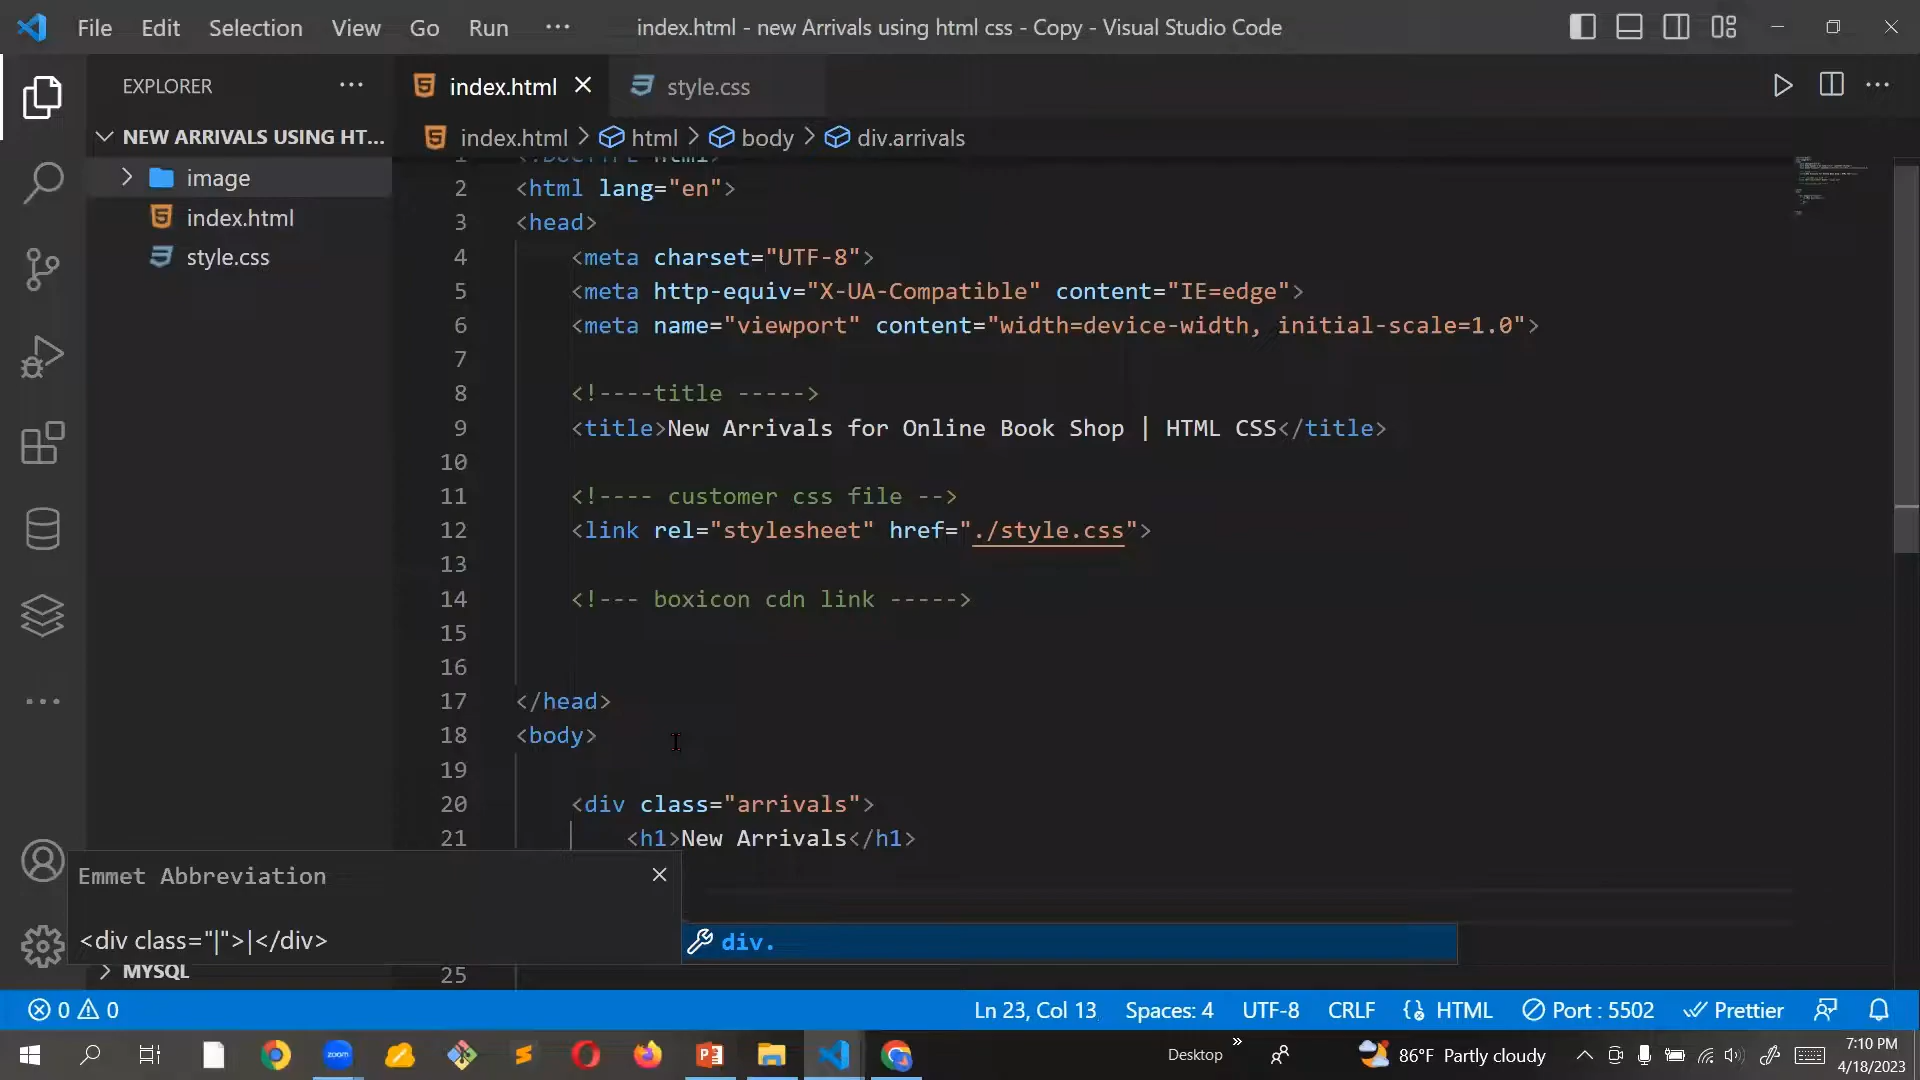 File Edit Selection View Go Run ··· index.html - new Arrivals using html css - Copy - Visual Studio Code
EXPLORER ···
index.html
style.css
NEW ARRIVALS USING HT...
index.html > html > body > div.arrivals
image
index.html
style.css
1 <!DOCTYPE html>
2 <html lang="en">
3 <head>
4 <meta charset="UTF-8">
5 <meta http-equiv="X-UA-Compatible" content="IE=edge">
6 <meta name="viewport" content="width=device-width, initial-scale=1.0">
7
8 <!----title ----->
9 <title>New Arrivals for Online Book Shop | HTML CSS</title>
10
11 <!---- customer css file -->
12 <link rel="stylesheet" href="./style.css">
13
14 <!--- boxicon cdn link ----->
15
16
17 </head>
18 <body>
19
20 <div class="arrivals">
21 <h1>New Arrivals</h1>
Emmet Abbreviation
<div class="|">|</div>
div.
MYSQL
25
0 0 Ln 23, Col 13 Spaces: 4 UTF-8 CRLF HTML Port : 5502 Prettier
zoom
Desktop
86°F Partly cloudy
7:10 PM
4/18/2023